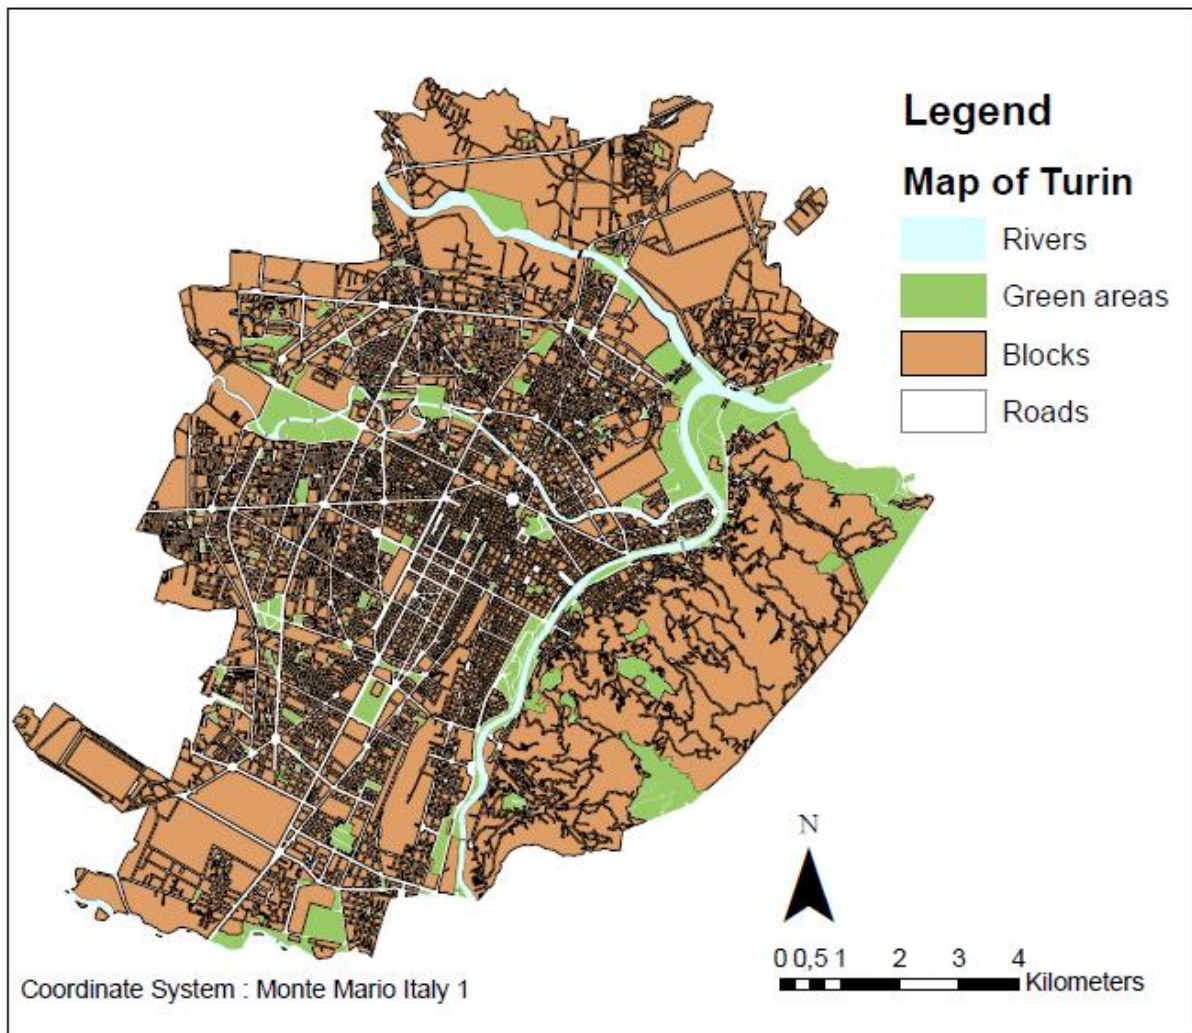 Legend
Map of Turin
Rivers
Green areas
Blocks
Roads
N
0 0,5 1 2 3 4
Kilometers
Coordinate System : Monte Mario Italy 1